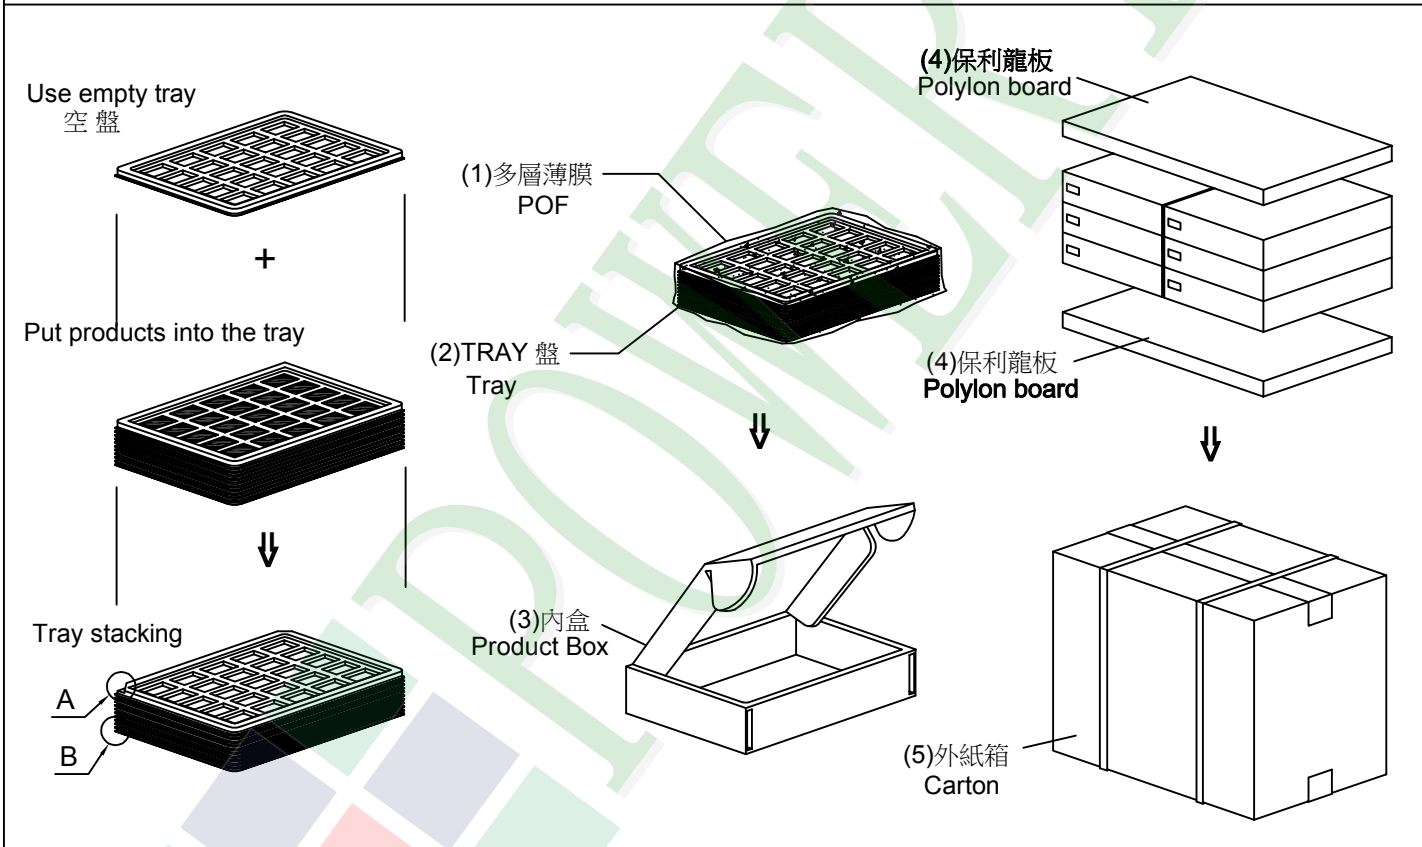 Use empty tray
空 盤
+
Put products into the tray
Tray stacking
A
B
(1)多層薄膜
POF
(2)TRAY 盤
Tray
(3)內盒
Product Box
(4)保利龍板
Polylon board
(4)保利龍板
Polylon board
(5)外紙箱
Carton
POWER